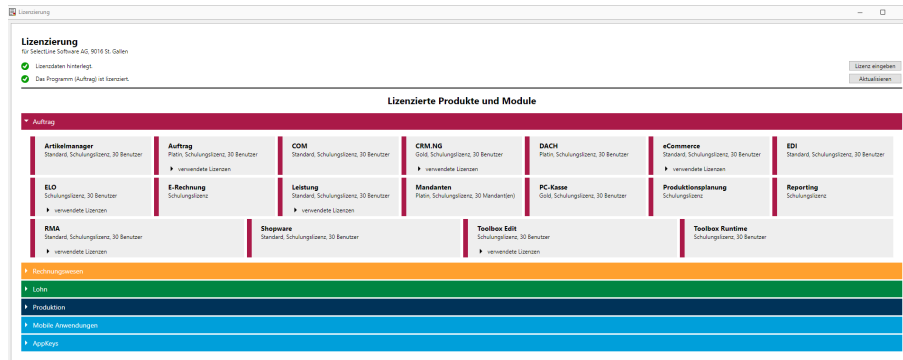 Lizenzierung
Lizenzierung
für SelectLine Software AG, 9016 St. Gallen
Lizenzdaten hinterlegt.
Lizenz eingeben
Das Programm (Auftrag) ist lizenziert.
Aktualisieren
Lizenzierte Produkte und Module
Auftrag
Artikelmanager
Standard, Schulungslizenz, 30 Benutzer
Auftrag
Platin, Schulungslizenz, 30 Benutzer
verwendete Lizenzen
COM
Standard, Schulungslizenz, 30 Benutzer
CRM.NG
Gold, Schulungslizenz, 30 Benutzer
verwendete Lizenzen
DACH
Platin, Schulungslizenz, 30 Benutzer
eCommerce
Standard, Schulungslizenz, 30 Benutzer
verwendete Lizenzen
EDI
Standard, Schulungslizenz, 30 Benutzer
ELO
Schulungslizenz, 30 Benutzer
verwendete Lizenzen
E-Rechnung
Schulungslizenz
Leistung
Standard, Schulungslizenz, 30 Benutzer
verwendete Lizenzen
Mandanten
Platin, Schulungslizenz, 30 Mandant(en)
PC-Kasse
Gold, Schulungslizenz, 30 Benutzer
Produktionsplanung
Schulungslizenz
Reporting
Schulungslizenz
RMA
Standard, Schulungslizenz, 30 Benutzer
verwendete Lizenzen
Shopware
Standard, Schulungslizenz, 30 Benutzer
Toolbox Edit
Schulungslizenz, 30 Benutzer
verwendete Lizenzen
Toolbox Runtime
Schulungslizenz, 30 Benutzer
Rechnungswesen
Lohn
Produktion
Mobile Anwendungen
AppKeys